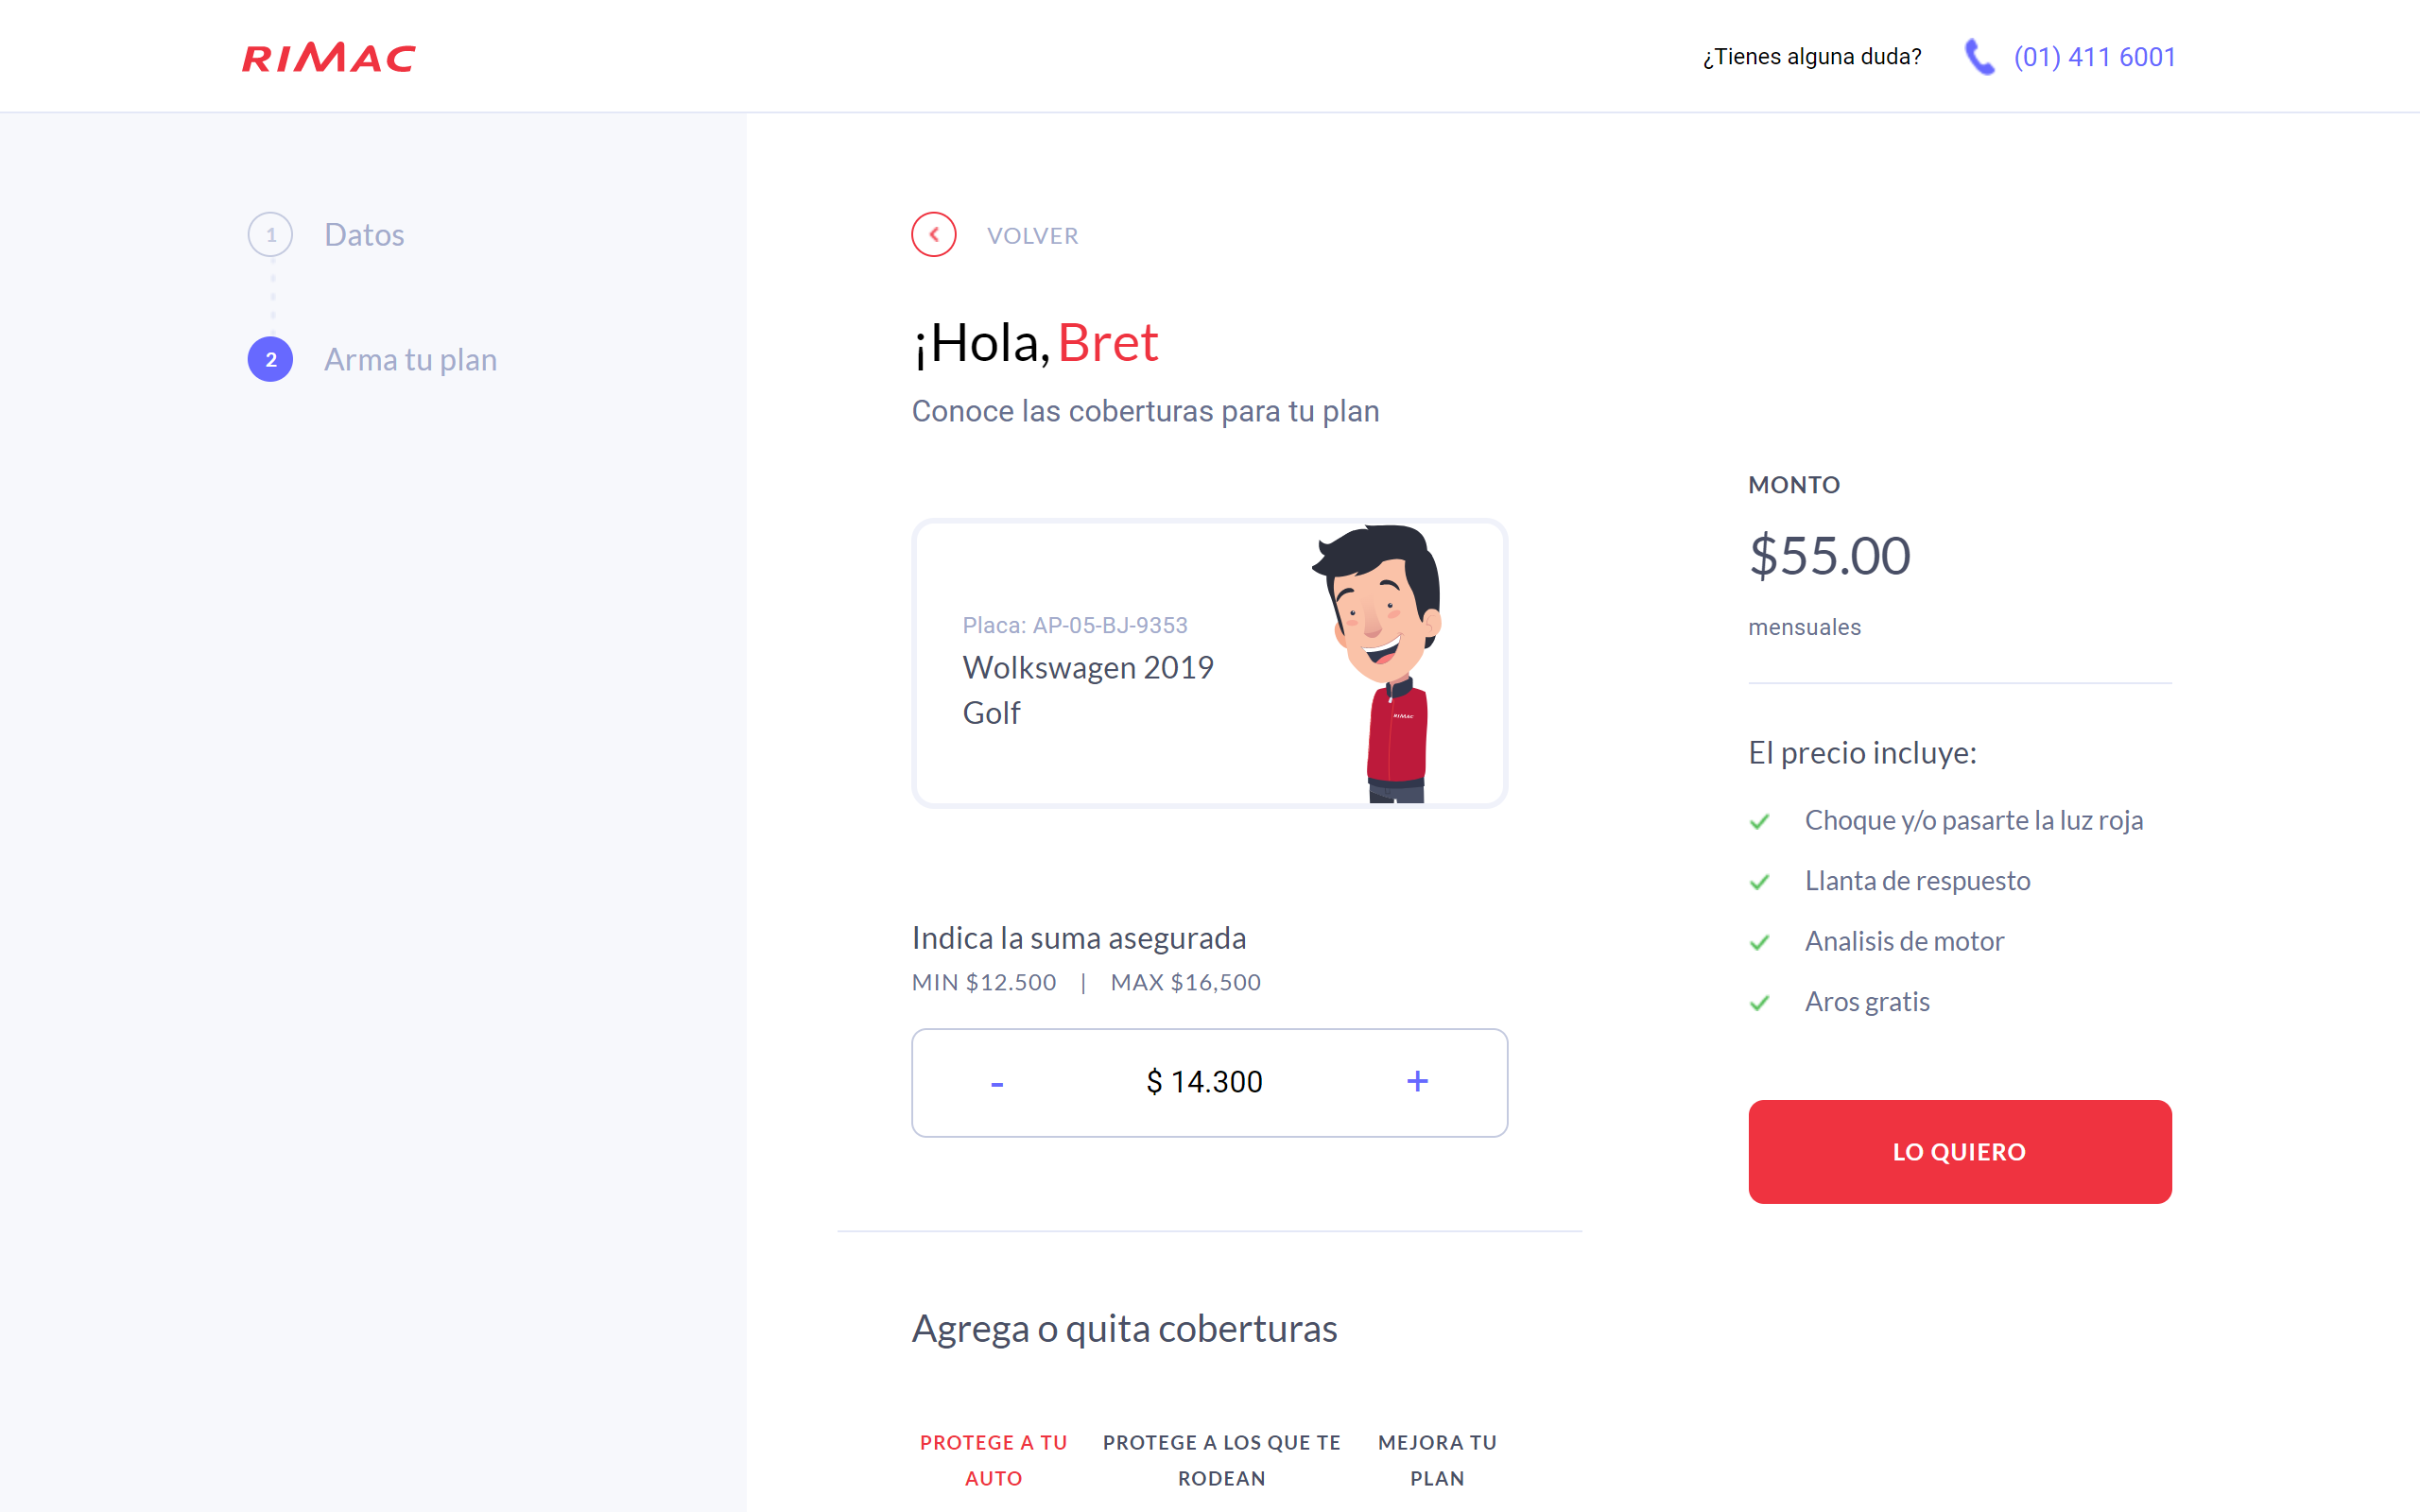 RIMAC
¿Tienes alguna duda?
(01) 411 6001
1
Datos
2
Arma tu plan
VOLVER
¡Hola, Bret
Conoce las coberturas para tu plan
Placa: AP-05-BJ-9353
Wolkswagen 2019
Golf
RIMAC
MONTO
$55.00
mensuales
El precio incluye:
Choque y/o pasarte la luz roja
Llanta de respuesto
Analisis de motor
Aros gratis
LO QUIERO
Indica la suma asegurada
MIN $12.500 | MAX $16,500
- $ 14.300 +
Agrega o quita coberturas
PROTEGE A TU
AUTO
PROTEGE A LOS QUE TE
RODEAN
MEJORA TU
PLAN